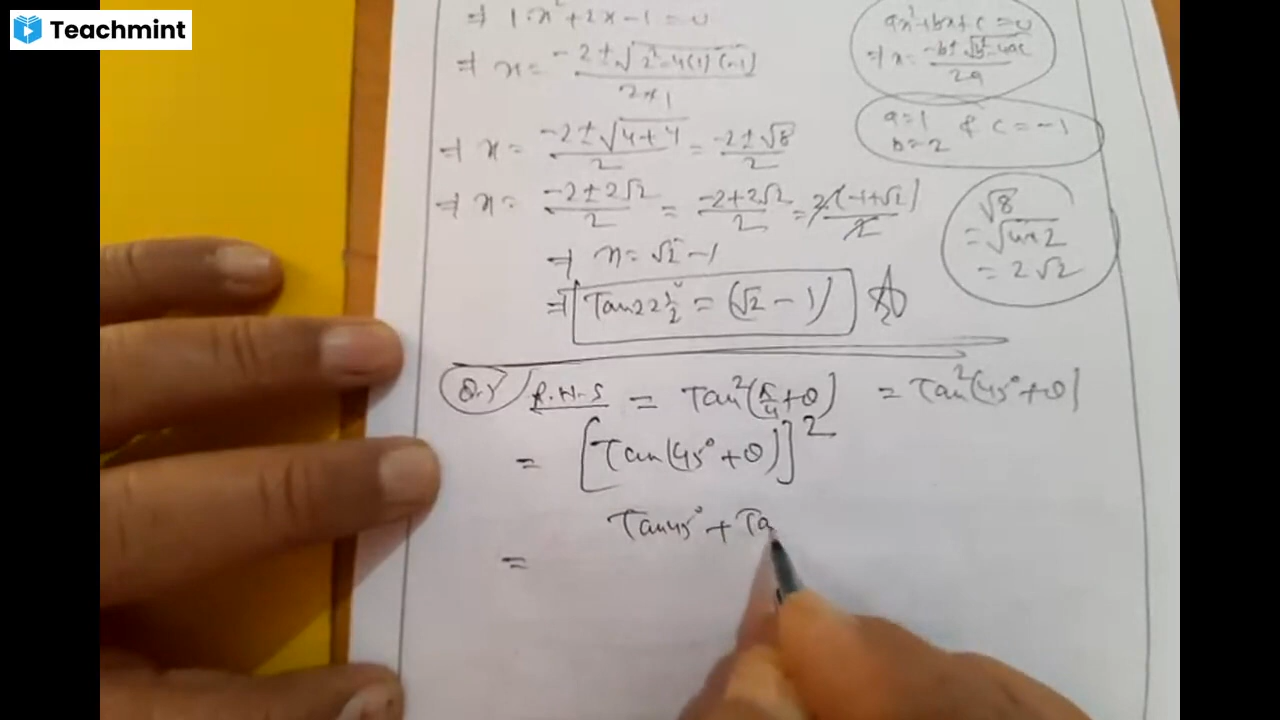 Teachmint
⇒ 1·x²+2x-1=0
⇒ x = -2±√2²-4(1)(-1) / 2×1
ax²+bx+c=0
⇒ x = -b±√b²-4ac / 2a
a=1 & c=-1
b=2
⇒ x = -2±√4+4 / 2 = -2±√8 / 2
⇒ x = -2±2√2 / 2 = -2+2√2 / 2 = 2(-1+√2) / 2
√8
= √4×2
= 2√2
⇒ x = √2-1
⇒ Tan22½° = (√2-1)
R.H.S = Tan²(π/4+θ) = Tan²(45°+θ)
= [Tan(45°+θ)]²
= Tan45° + Ta